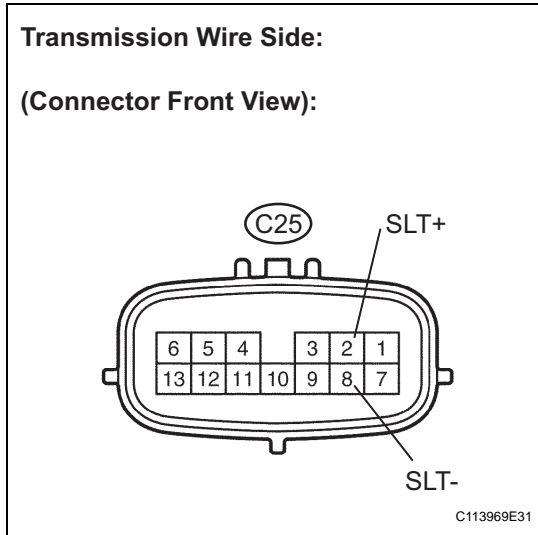 Transmission Wire Side:
(Connector Front View):
C25
SLT+
6 5 4 3 2 1
13 12 11 10 9 8 7
SLT-
C113969E31